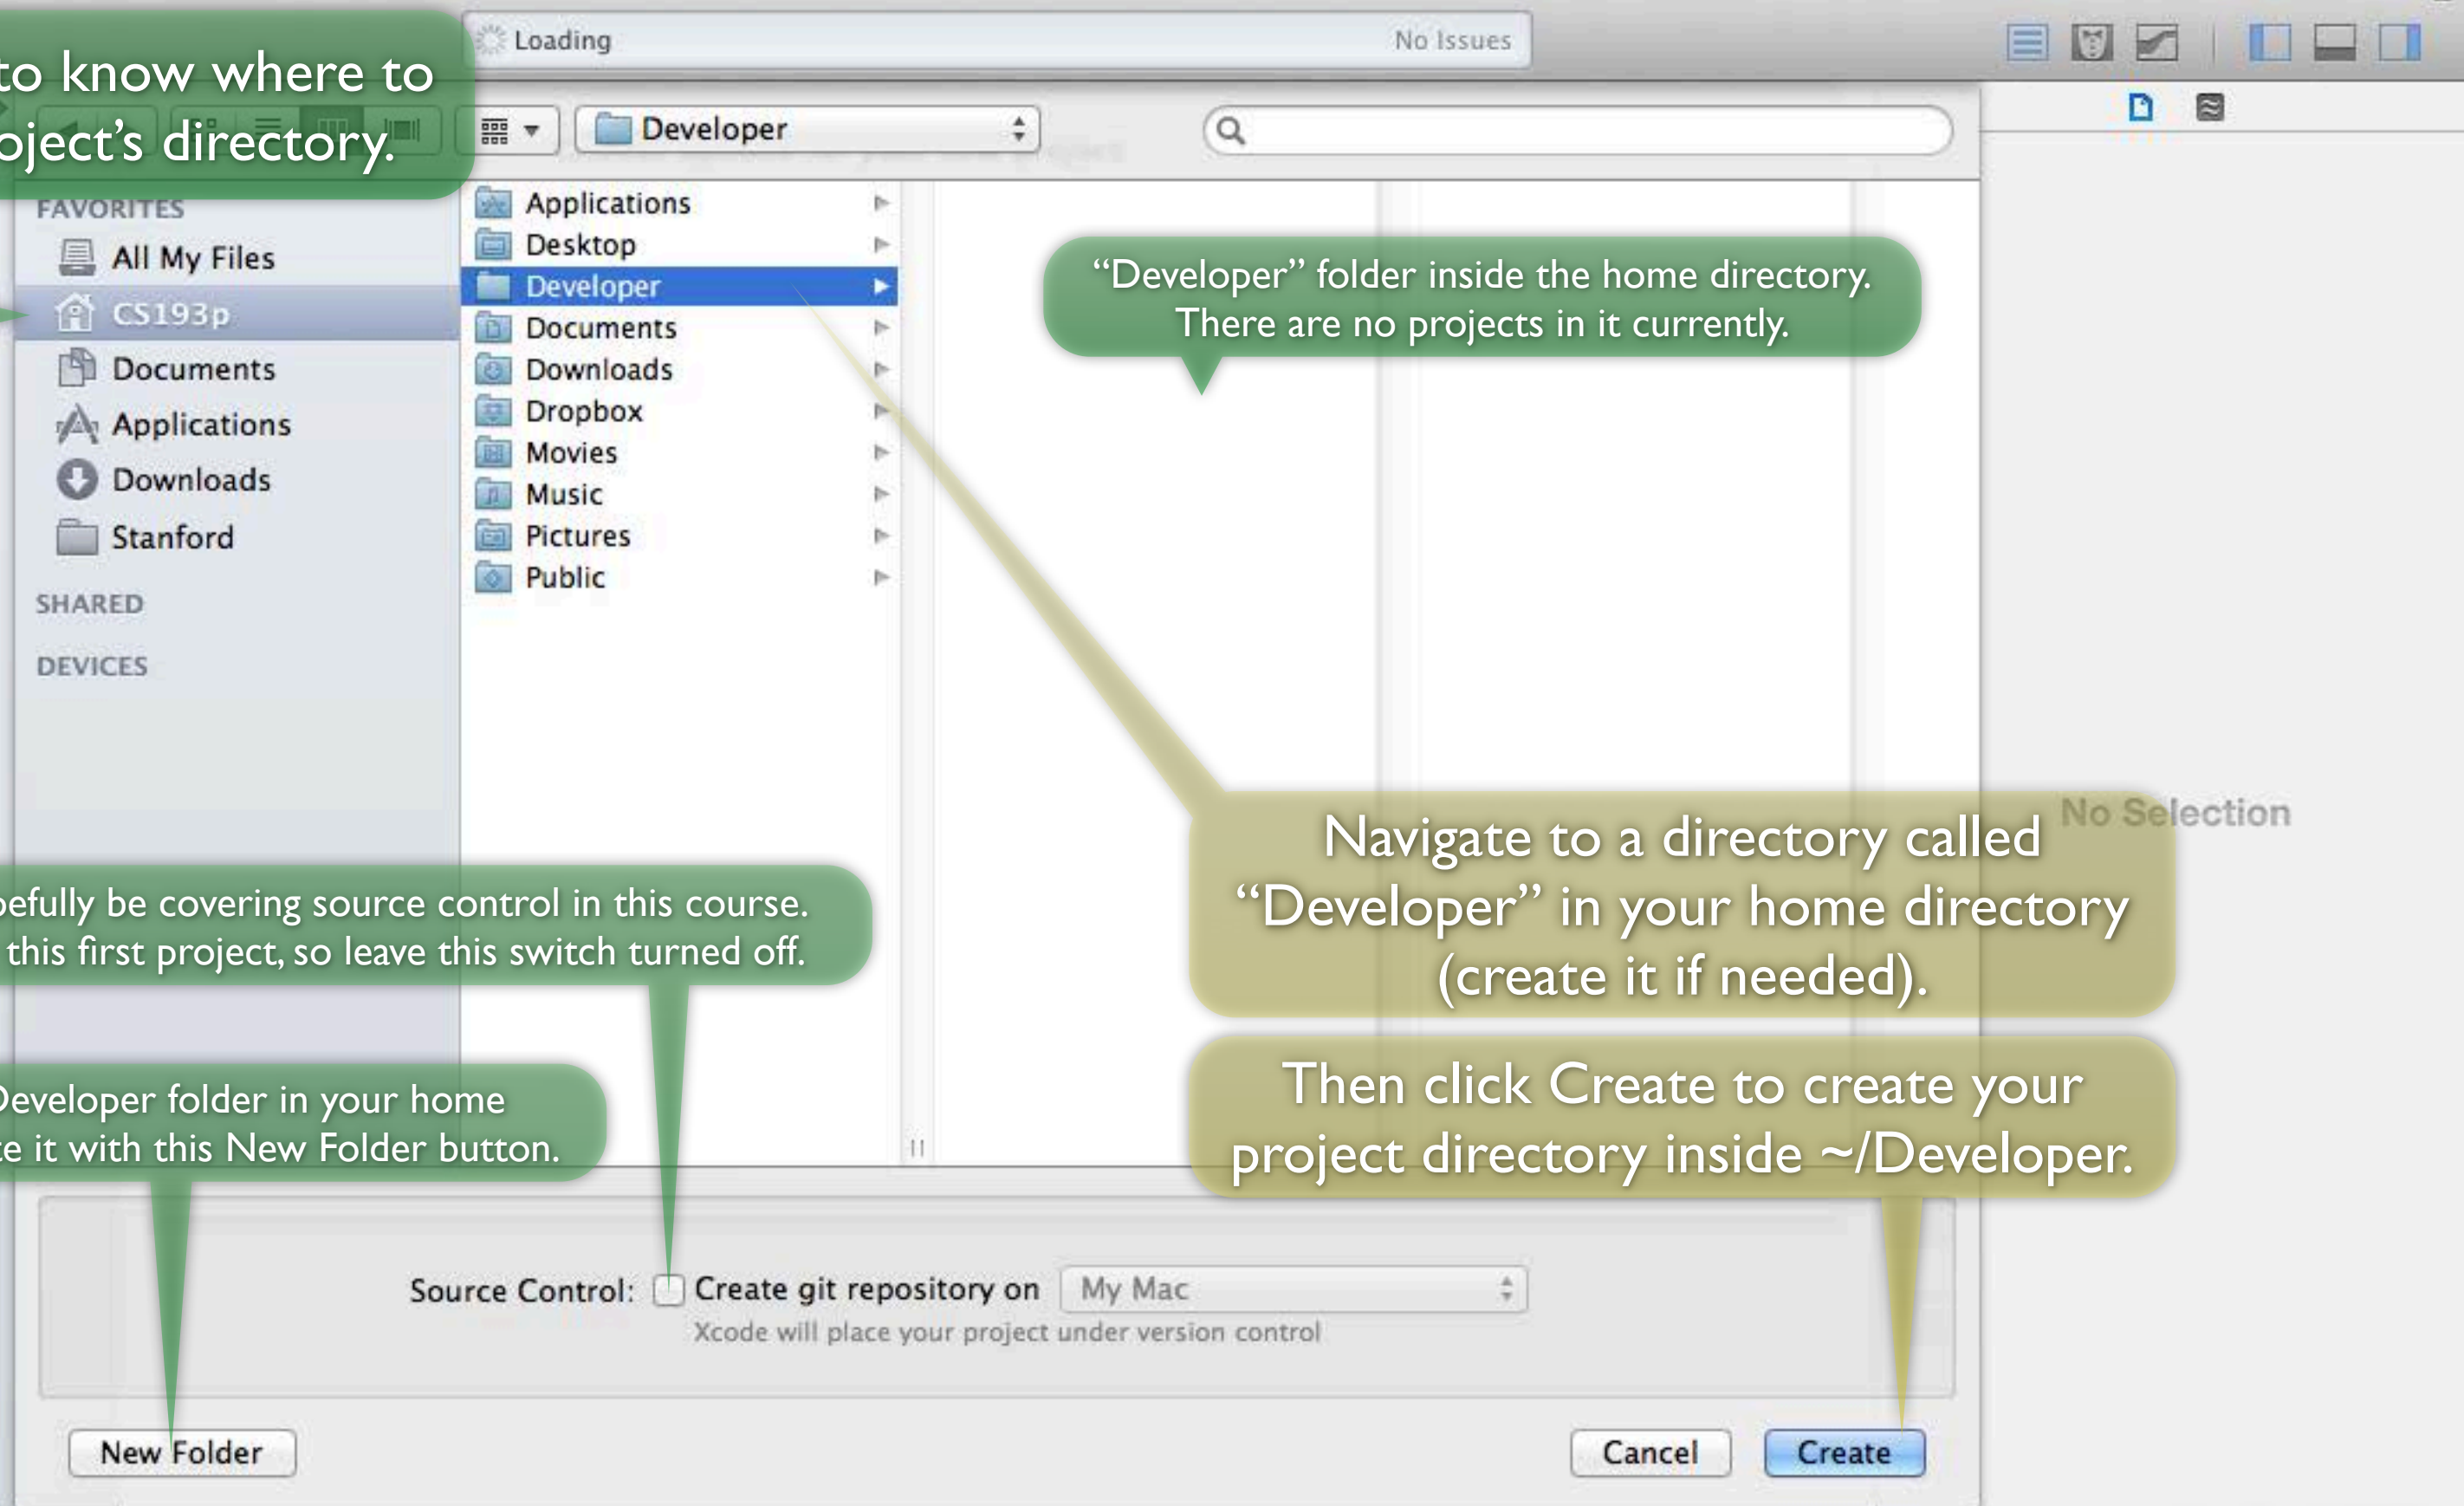 Loading
No Issues
to know where to
oject's directory.
Developer
FAVORITES
All My Files
CS193p
Documents
Applications
Downloads
Stanford
SHARED
DEVICES
Applications
Desktop
Developer
Documents
Downloads
Dropbox
Movies
Music
Pictures
Public
“Developer” folder inside the home directory.
There are no projects in it currently.
No Selection
Navigate to a directory called
“Developer” in your home directory
(create it if needed).
pefully be covering source control in this course.
this first project, so leave this switch turned off.
Then click Create to create your
project directory inside ~/Developer.
Developer folder in your home
te it with this New Folder button.
Source Control: Create git repository on My Mac
Xcode will place your project under version control
New Folder
Cancel
Create